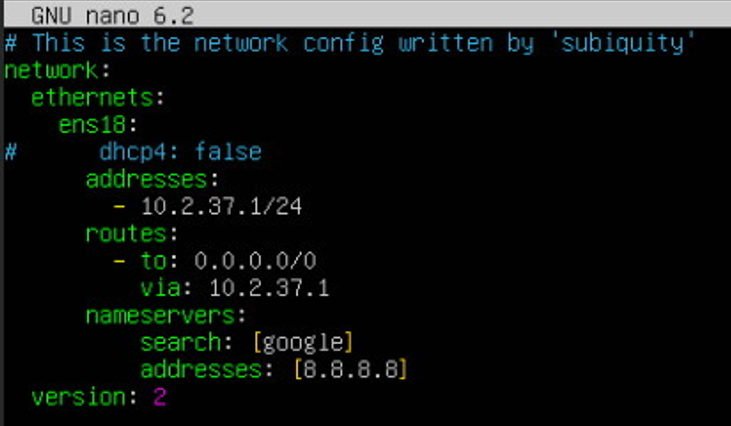 GNU nano 6.2
# This is the network config written by 'subiquity'
network:
  ethernets:
    ens18:
#      dhcp4: false
      addresses:
        - 10.2.37.1/24
      routes:
        - to: 0.0.0.0/0
          via: 10.2.37.1
      nameservers:
          search: [google]
          addresses: [8.8.8.8]
  version: 2